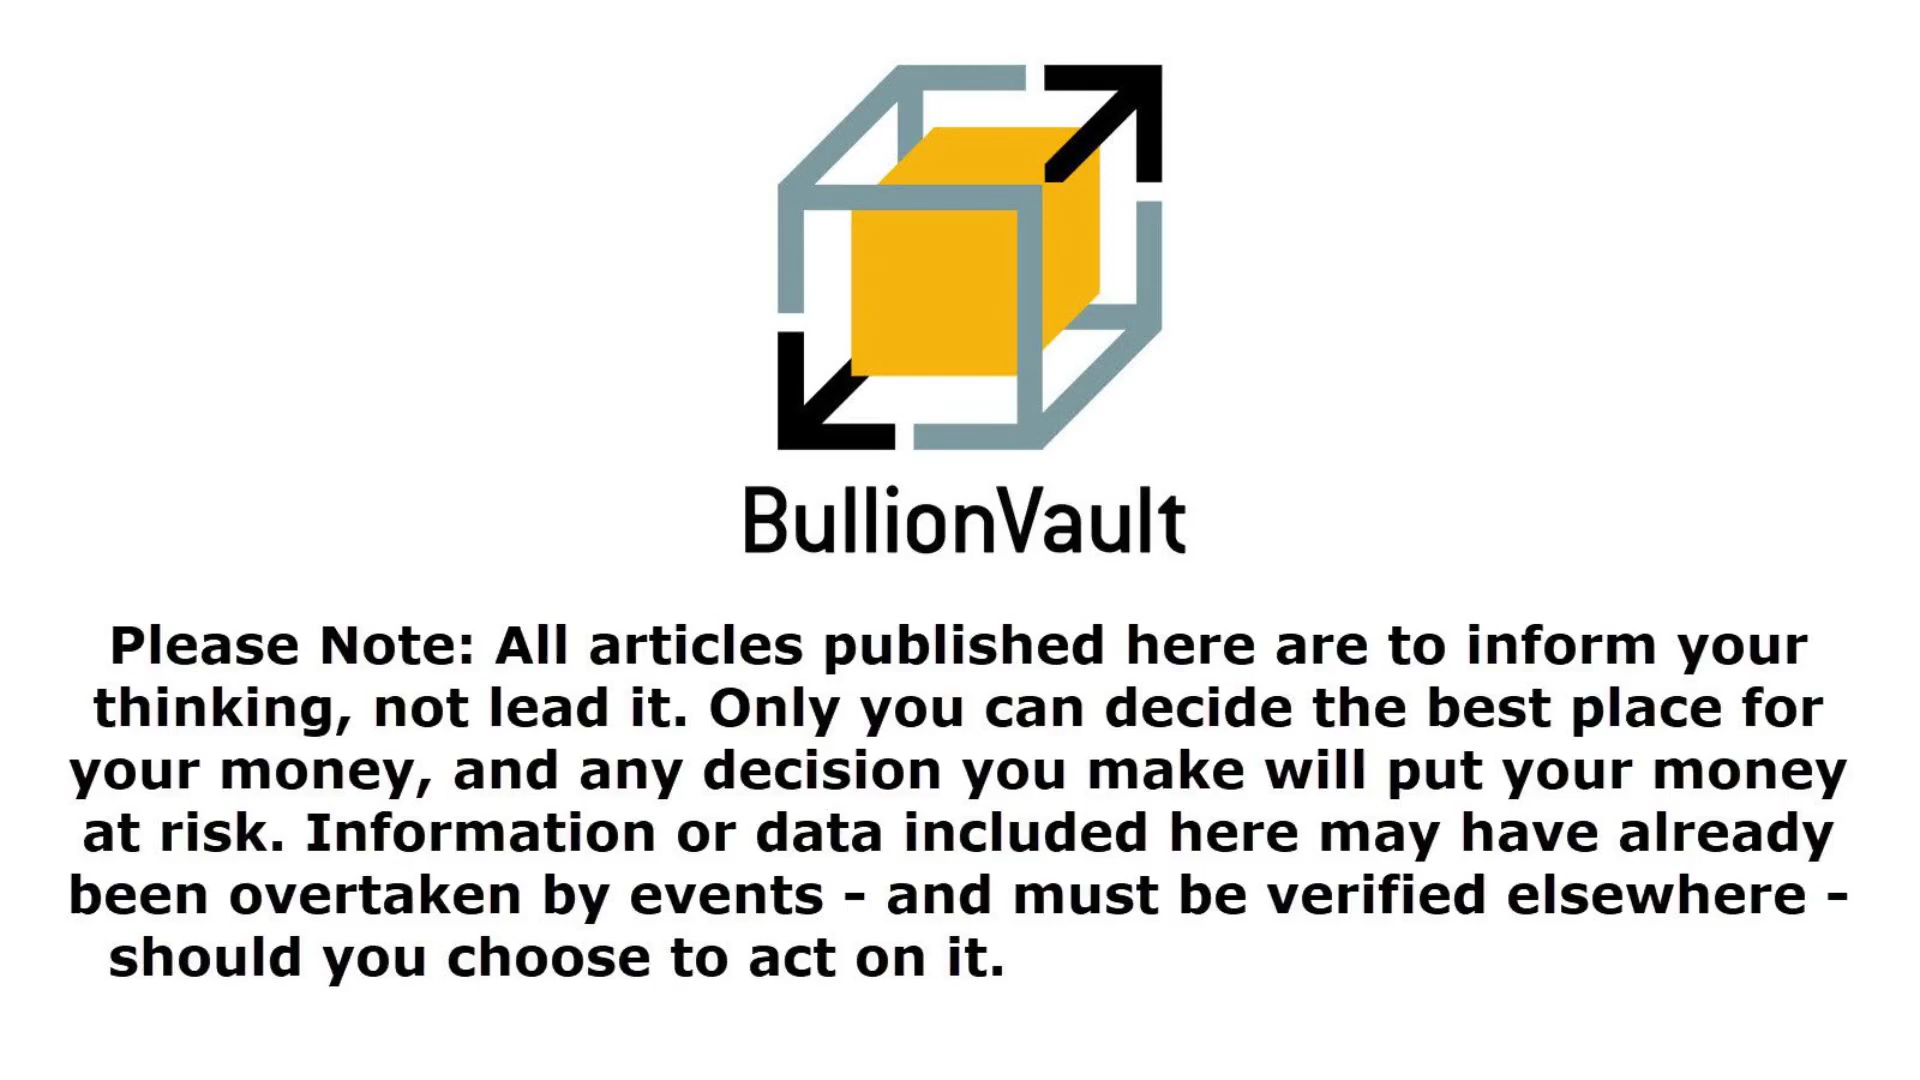 BullionVault
Please Note: All articles published here are to inform your
thinking, not lead it. Only you can decide the best place for
your money, and any decision you make will put your money
at risk. Information or data included here may have already
been overtaken by events - and must be verified elsewhere -
should you choose to act on it.